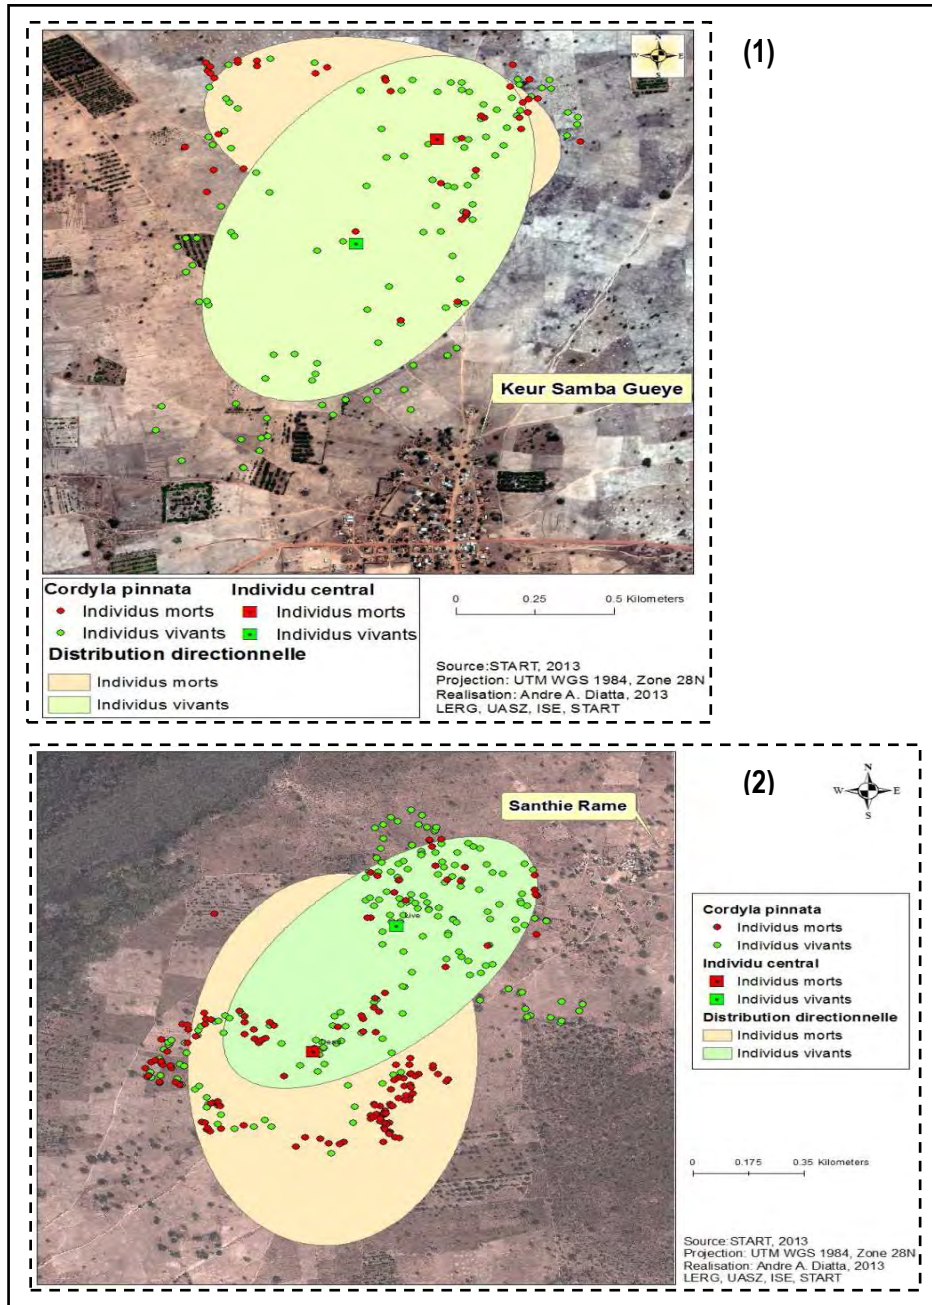 (1)
N
W E
S
Keur Samba Gueye
Cordyla pinnata Individu central
Individus morts Individus morts
Individus vivants Individus vivants
Distribution directionnelle
Individus morts
Individus vivants
0 0.25 0.5 Kilometers
Source:START, 2013
Projection: UTM WGS 1984, Zone 28N
Realisation: Andre A. Diatta, 2013
LERG, UASZ, ISE, START
(2)
N
W E
S
Santhie Rame
Live
Cordyla pinnata
Individus morts
Individus vivants
Individu central
Individus morts
Individus vivants
Distribution directionnelle
Individus morts
Individus vivants
0 0.175 0.35 Kilometers
Source:START, 2013
Projection: UTM WGS 1984, Zone 28N
Realisation: Andre A. Diatta, 2013
LERG, UASZ, ISE, START